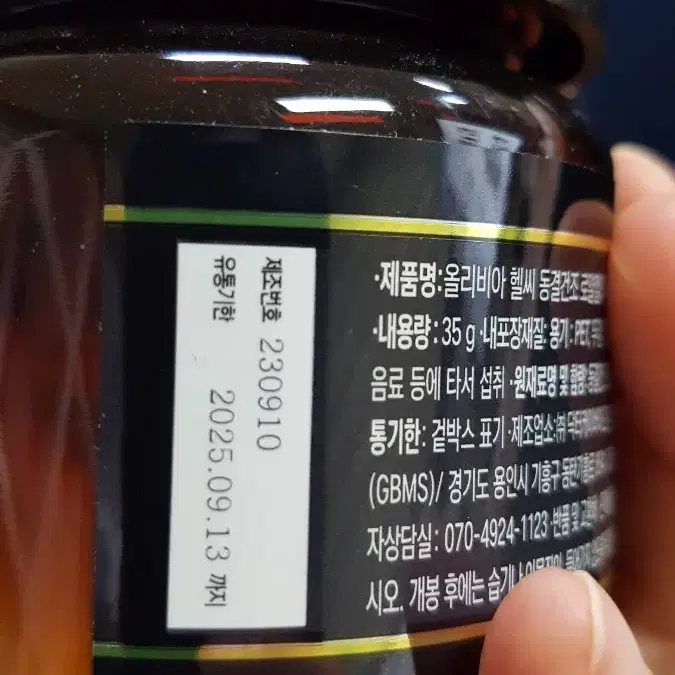 제조번호 230910
유통기한 2025.09.13 까지
·제품명: 올리비아 헬씨 동결건조
·내용량 : 35 g ·내포장재질: 용기 : PET,
음료 등에 타서 섭취 ·원재료명 및 함량:
통기한: 겉박스 표기 ·제조업소:
(GBMS)/ 경기도 용인시 기흥구
자상담실: 070-4924-1123 ·반품 및
시오. 개봉 후에는 습기나